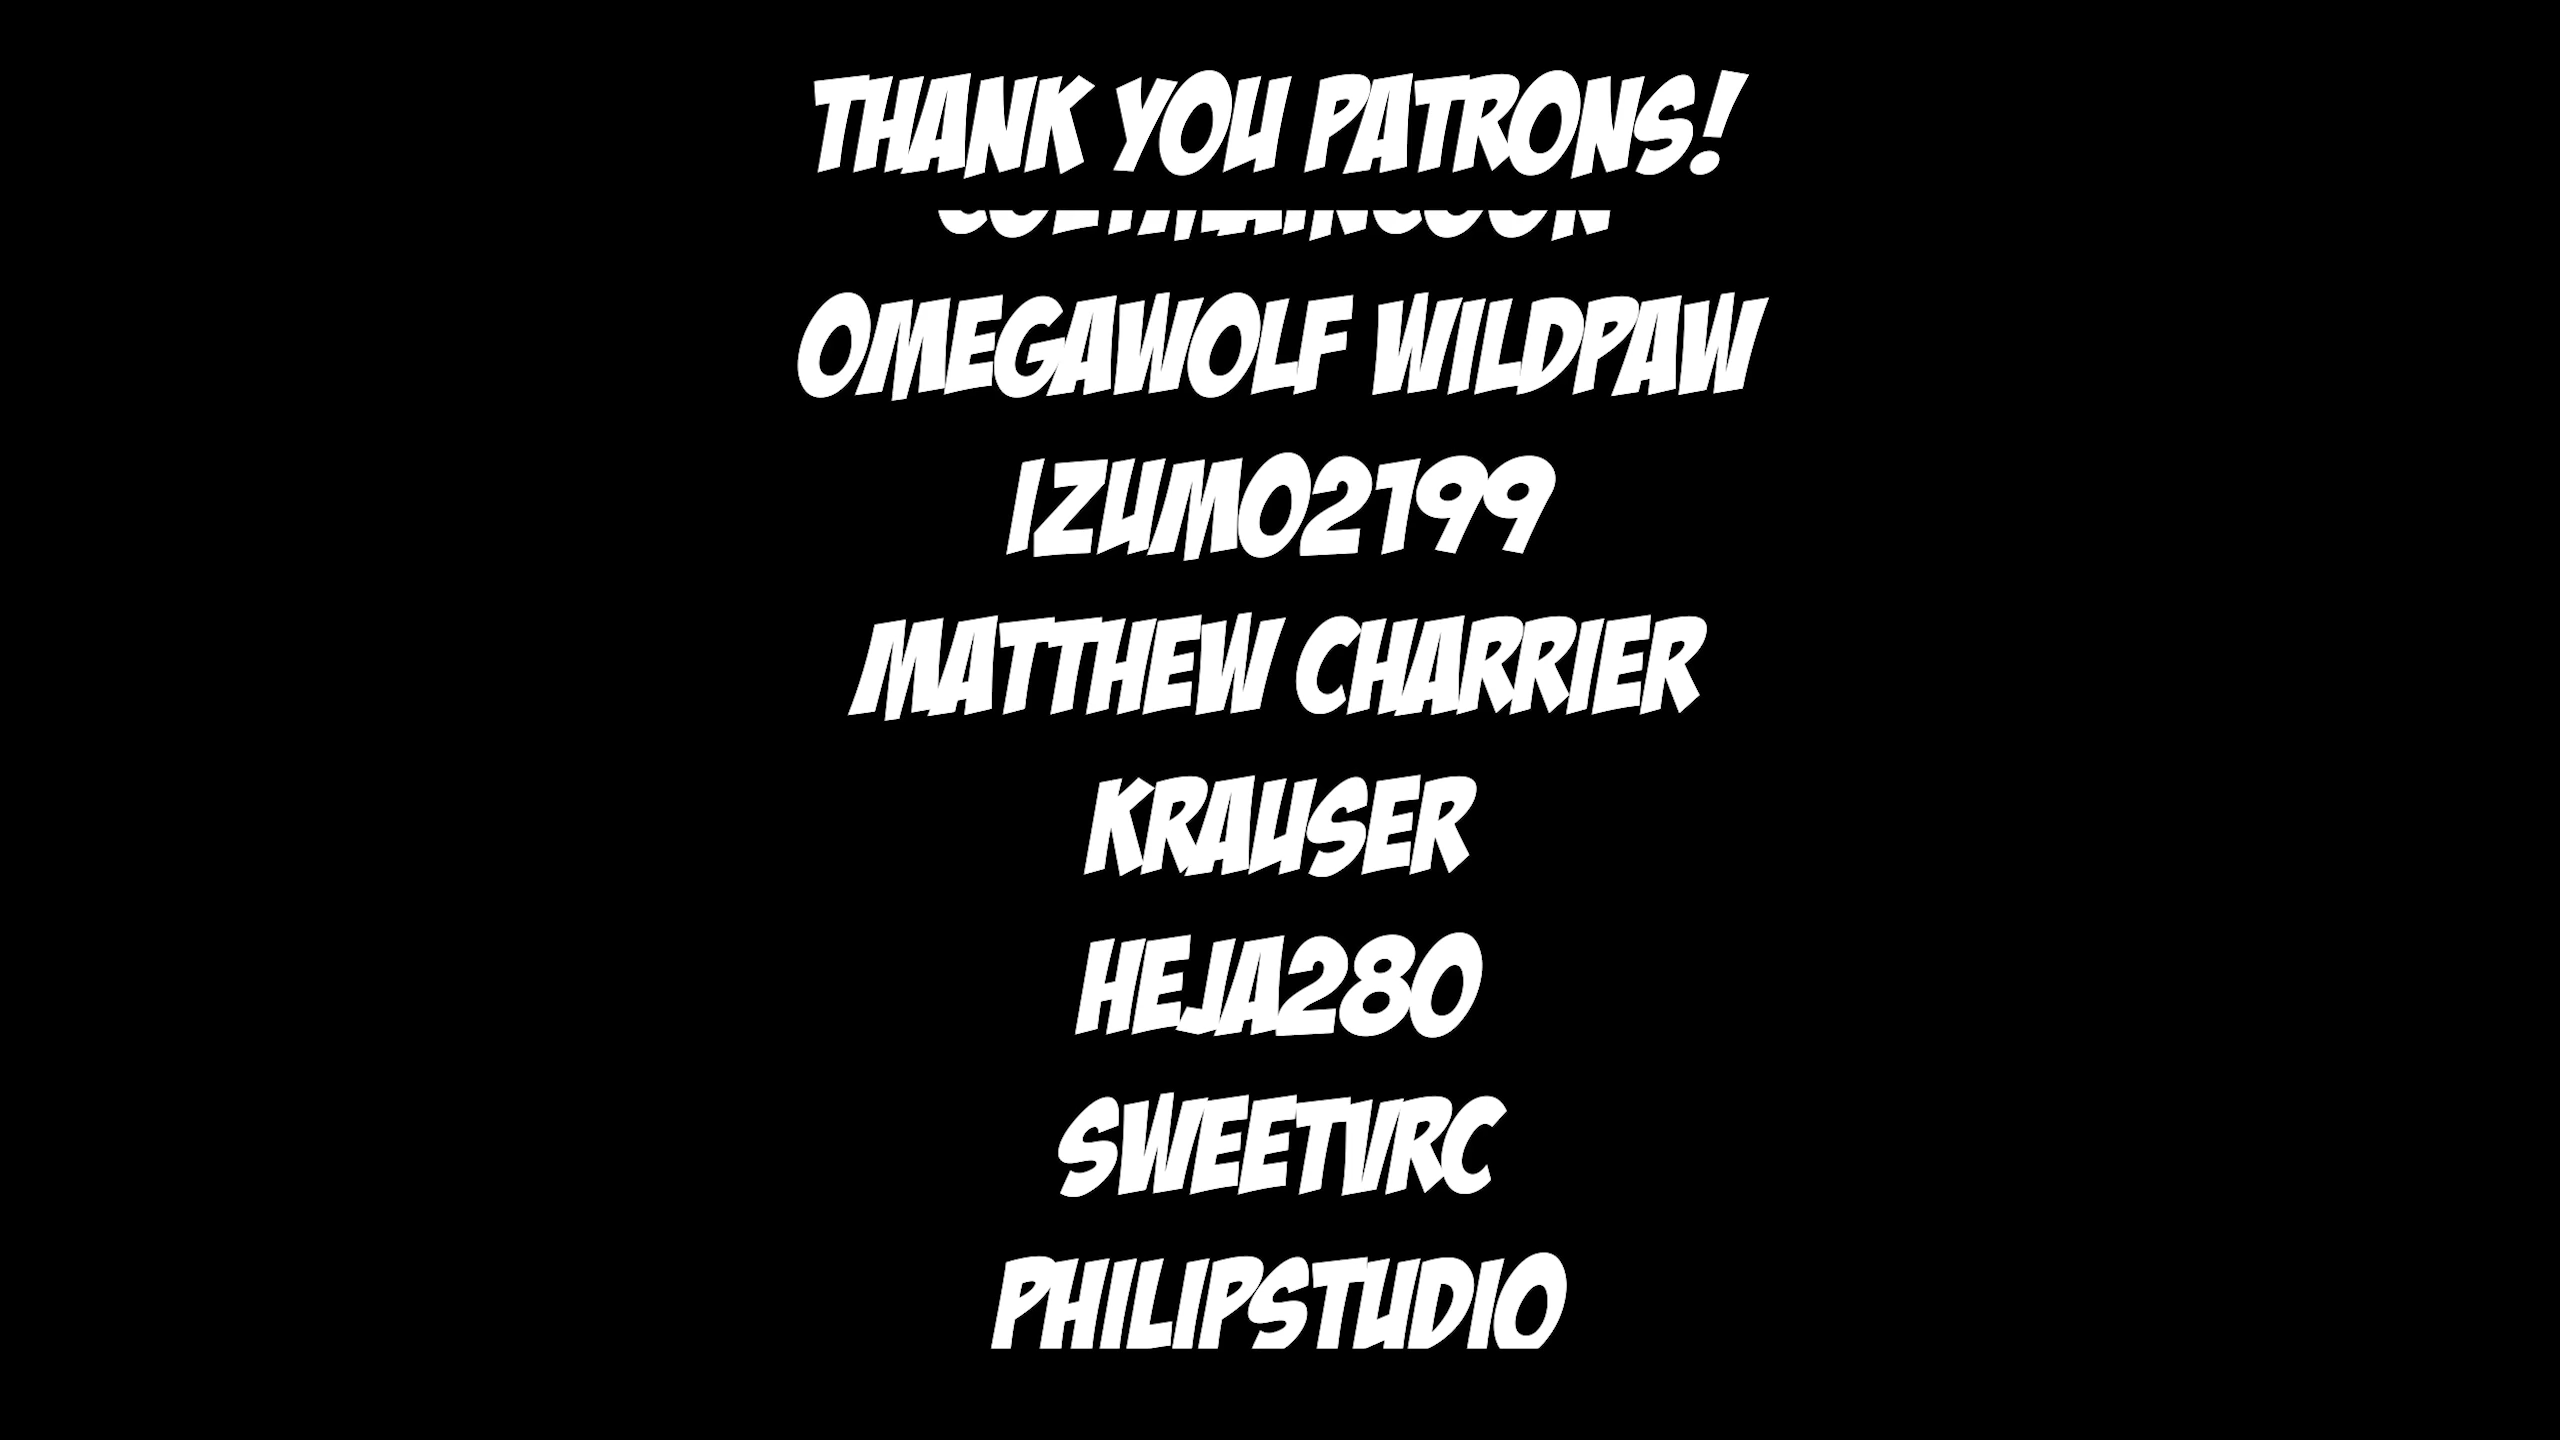 THANK YOU PATRONS!
OMEGAWOLF WILDPAW
IZUMO2199
MATTHEW CHARRIER
KRAUSER
HEJA280
SWEETVRC
PHILIPSTUDIO